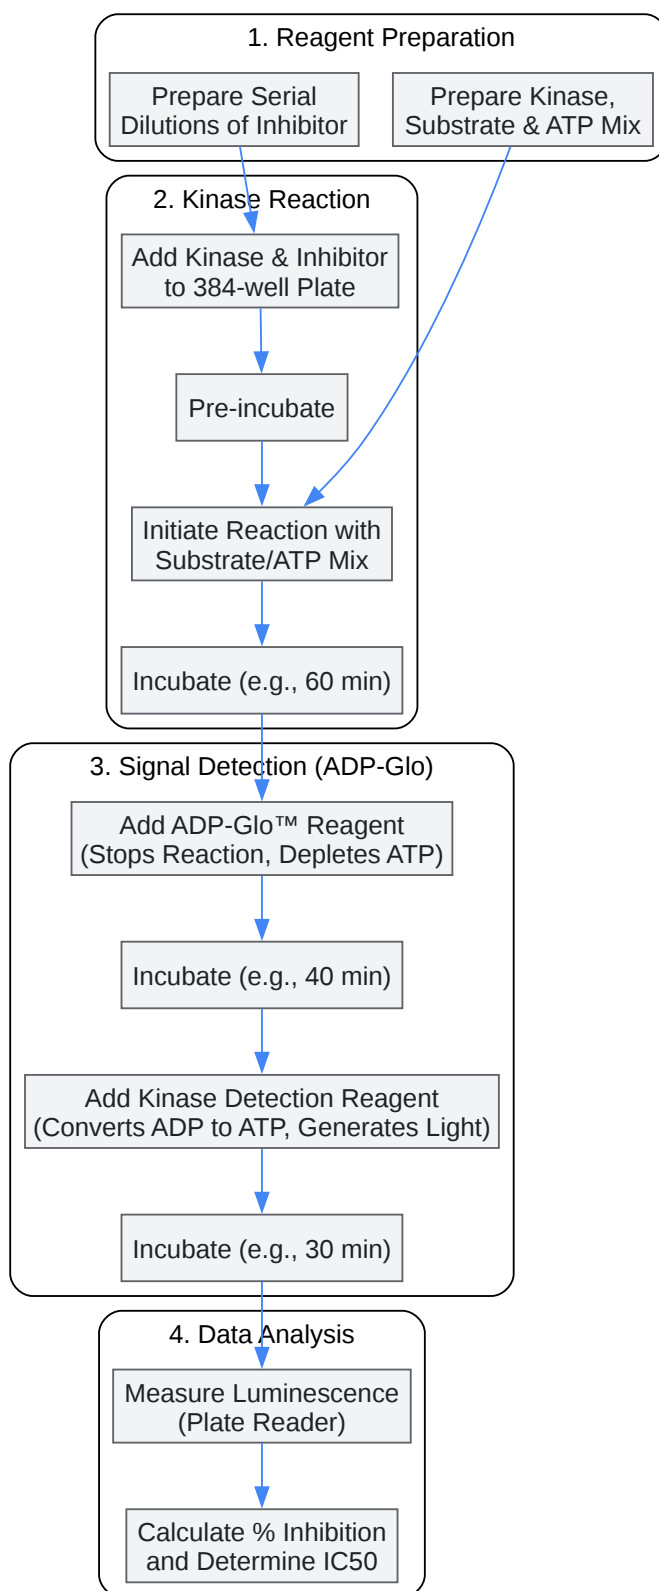 1. Reagent Preparation
Prepare Serial
Dilutions of Inhibitor
Prepare Kinase,
Substrate & ATP Mix
2. Kinase Reaction
Add Kinase & Inhibitor
to 384-well Plate
Pre-incubate
Initiate Reaction with
Substrate/ATP Mix
Incubate (e.g., 60 min)
3. Signal Detection (ADP-Glo)
Add ADP-Glo™ Reagent
(Stops Reaction, Depletes ATP)
Incubate (e.g., 40 min)
Add Kinase Detection Reagent
(Converts ADP to ATP, Generates Light)
Incubate (e.g., 30 min)
4. Data Analysis
Measure Luminescence
(Plate Reader)
Calculate % Inhibition
and Determine IC50